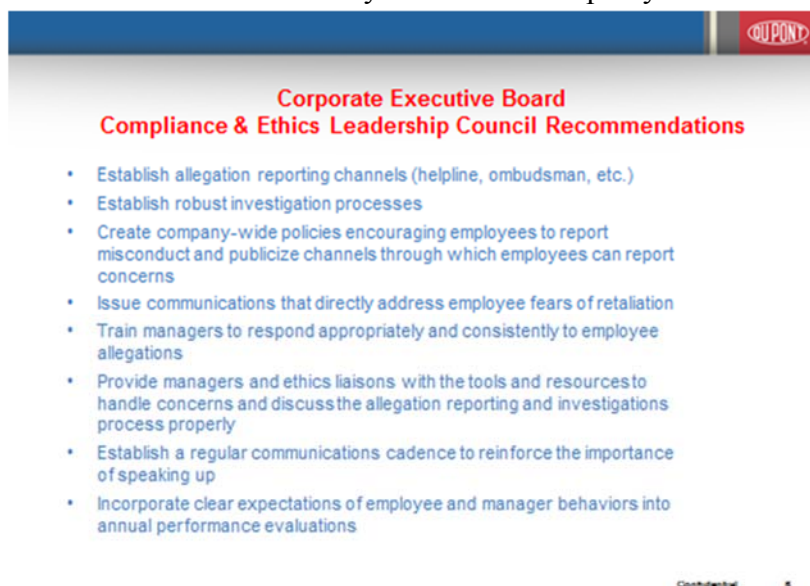 DUPONT
Corporate Executive Board
Compliance & Ethics Leadership Council Recommendations
• Establish allegation reporting channels (helpline, ombudsman, etc.)
• Establish robust investigation processes
• Create company-wide policies encouraging employees to report
misconduct and publicize channels through which employees can report
concerns
• Issue communications that directly address employee fears of retaliation
• Train managers to respond appropriately and consistently to employee
allegations
• Provide managers and ethics liaisons with the tools and resources to
handle concerns and discuss the allegation reporting and investigations
process properly
• Establish a regular communications cadence to reinforce the importance
of speaking up
• Incorporate clear expectations of employee and manager behaviors into
annual performance evaluations
Confidential